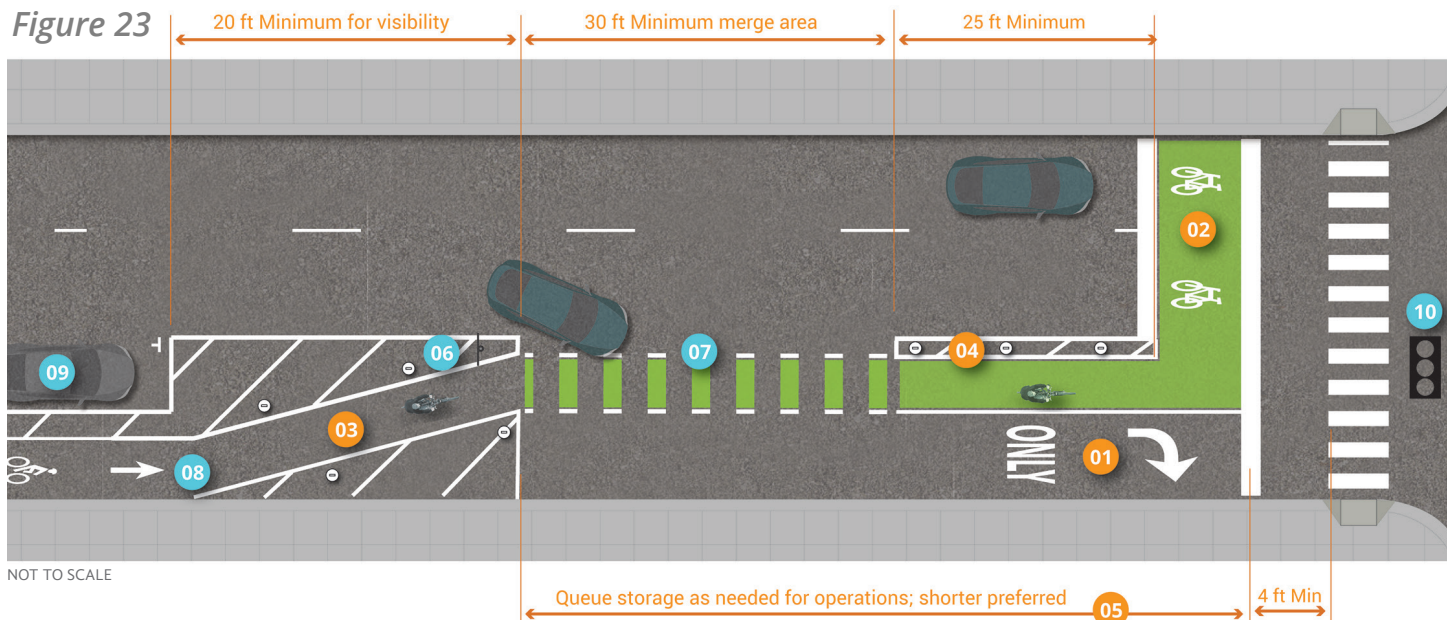 Figure 23
20 ft Minimum for visibility
30 ft Minimum merge area
25 ft Minimum
02
10
06
07
04
09
03
01
ONLY
08
NOT TO SCALE
Queue storage as needed for operations; shorter preferred
05
4 ft Min